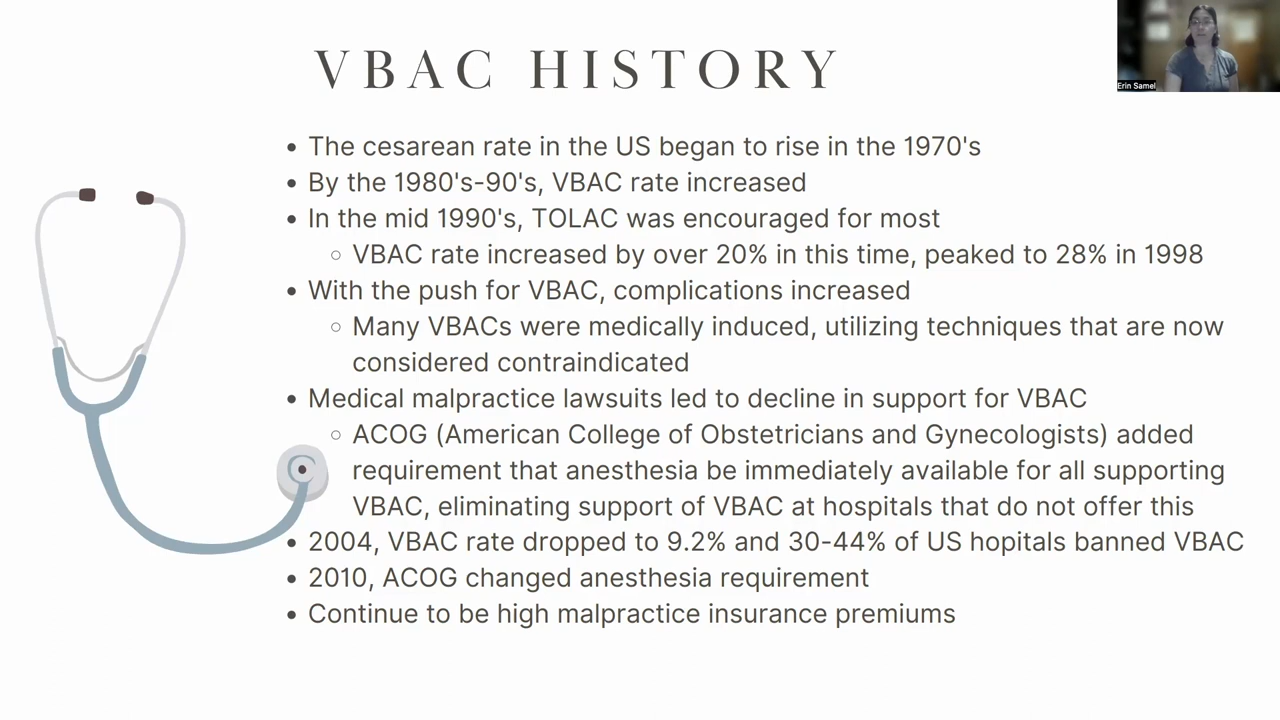 VBAC HISTORY
Erin Samel
• The cesarean rate in the US began to rise in the 1970's
• By the 1980's-90's, VBAC rate increased
• In the mid 1990's, TOLAC was encouraged for most
○ VBAC rate increased by over 20% in this time, peaked to 28% in 1998
• With the push for VBAC, complications increased
○ Many VBACs were medically induced, utilizing techniques that are now
considered contraindicated
• Medical malpractice lawsuits led to decline in support for VBAC
○ ACOG (American College of Obstetricians and Gynecologists) added
requirement that anesthesia be immediately available for all supporting
VBAC, eliminating support of VBAC at hospitals that do not offer this
• 2004, VBAC rate dropped to 9.2% and 30-44% of US hopitals banned VBAC
• 2010, ACOG changed anesthesia requirement
• Continue to be high malpractice insurance premiums